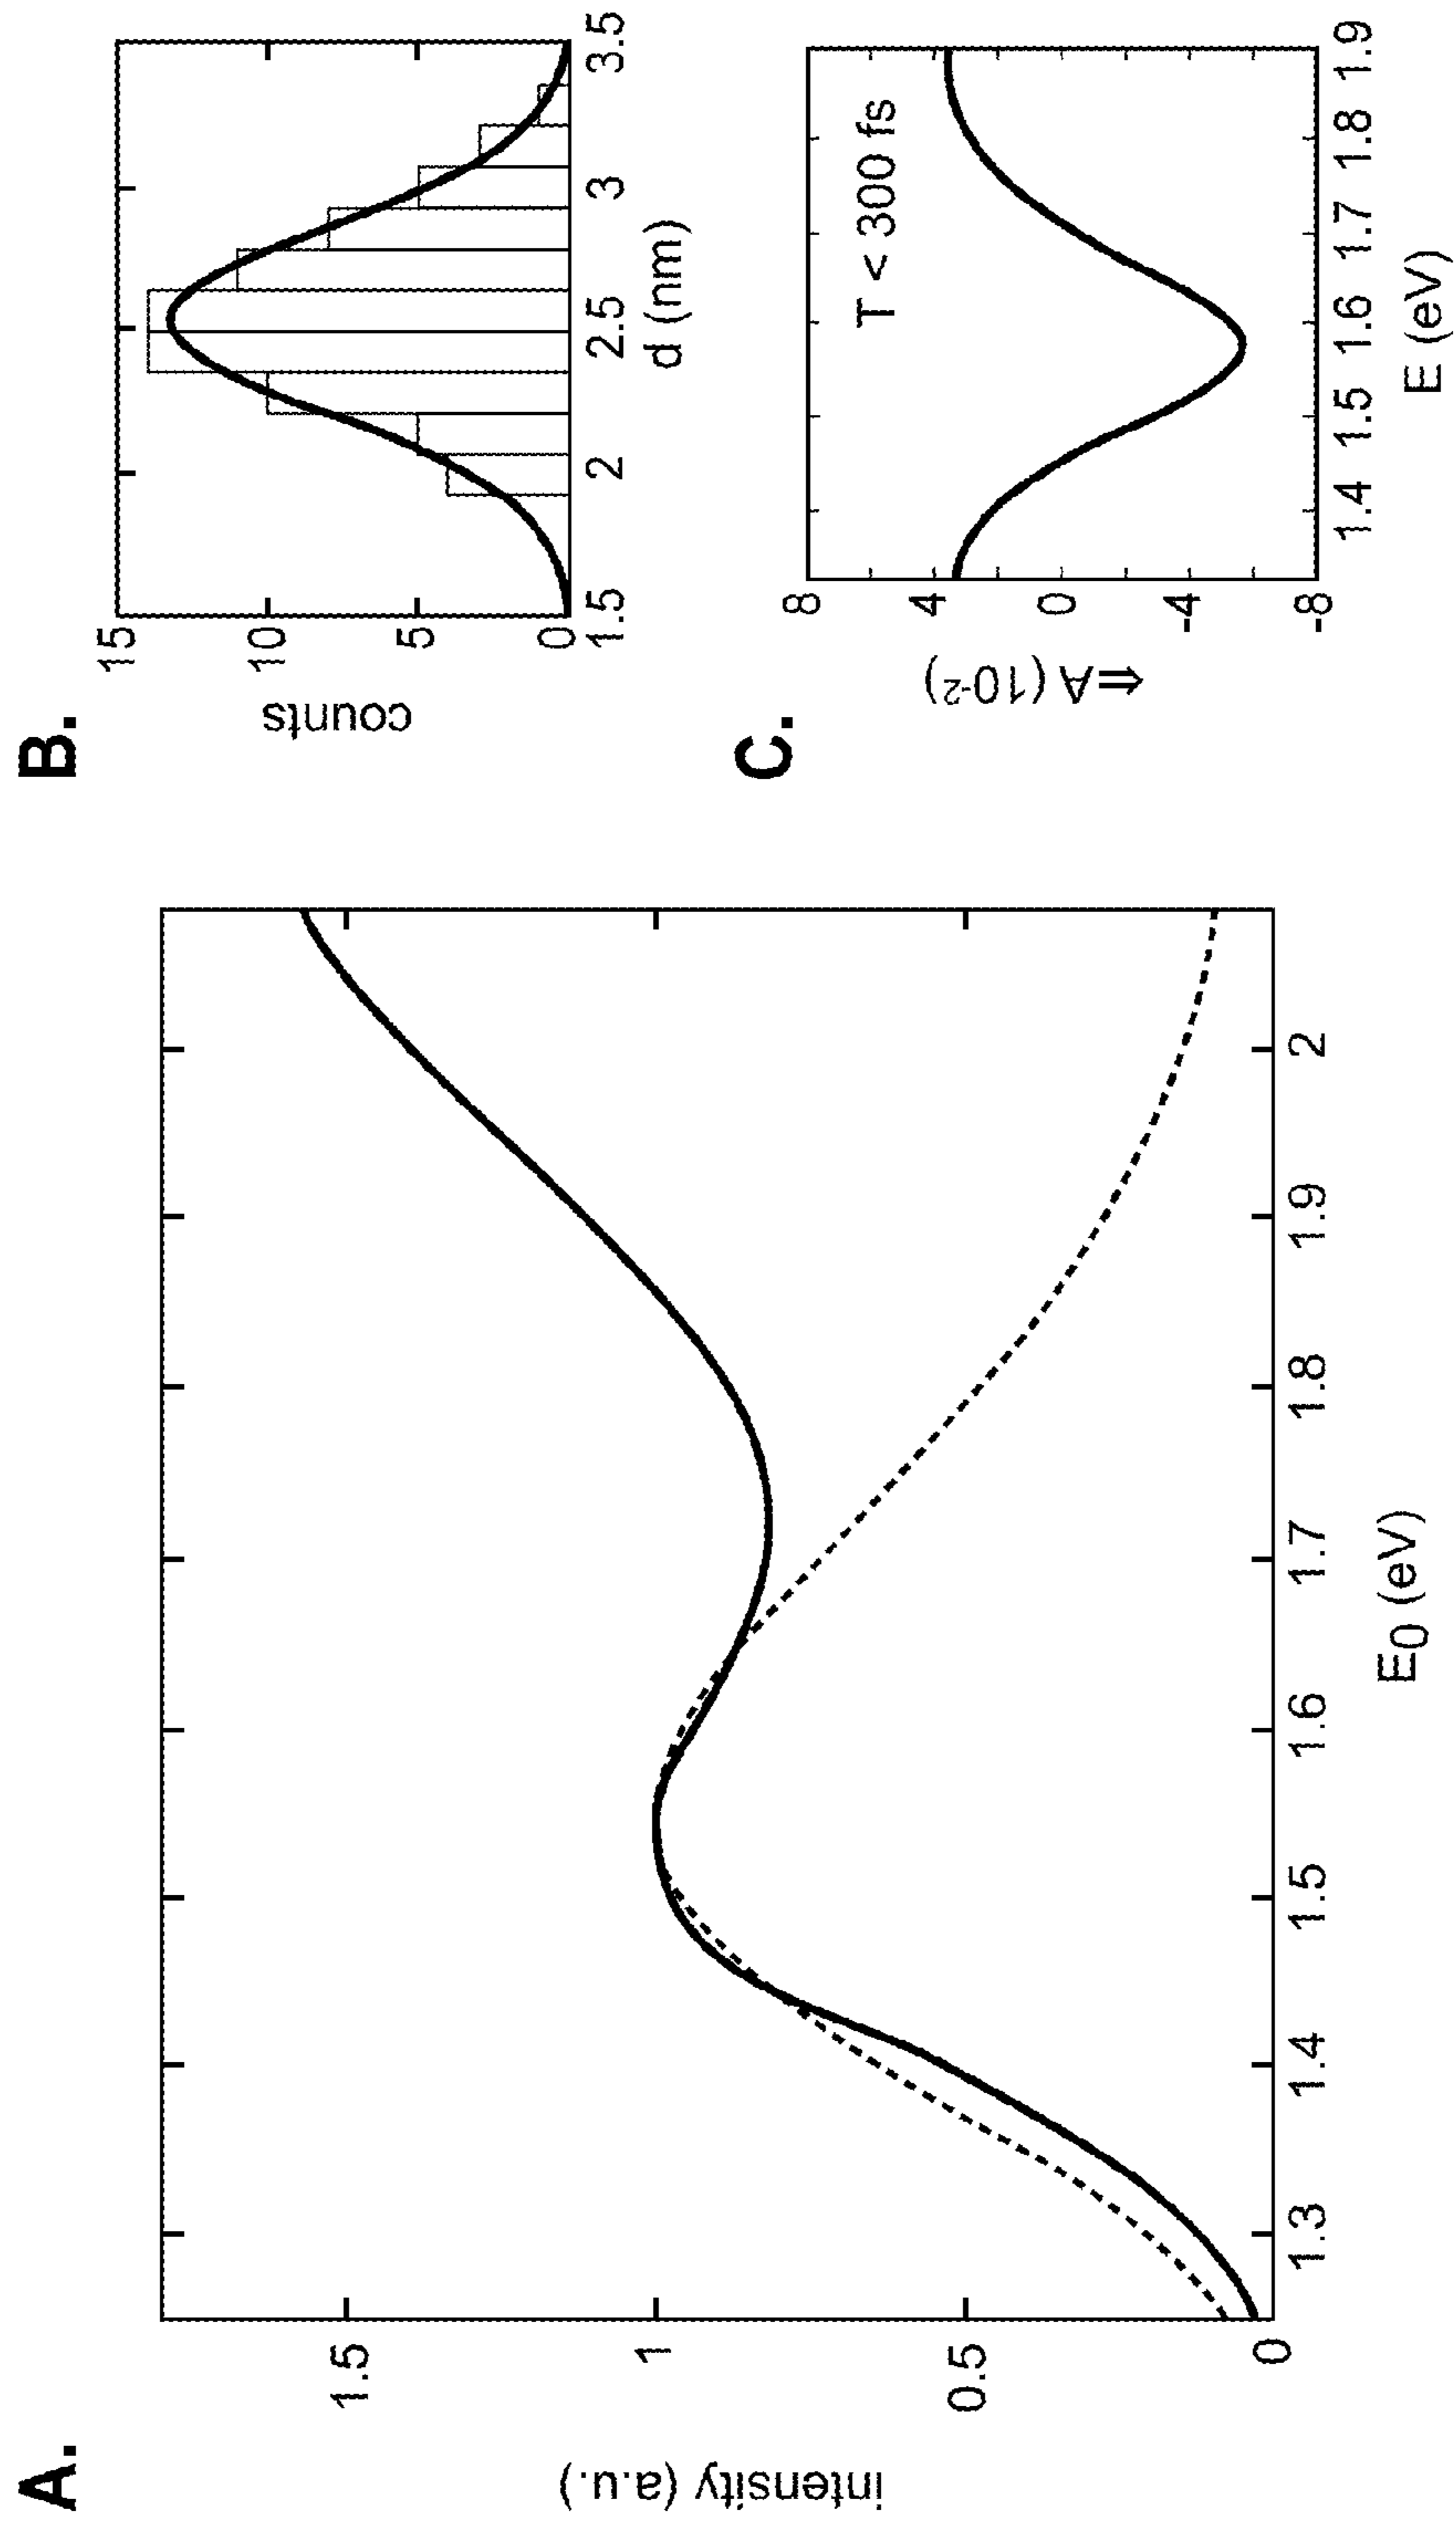 A.
intensity (a.u.)
1.5
1
0.5
0
1.3 1.4 1.5 1.6 1.7 1.8 1.9 2
E0 (eV)
B.
counts
15
10
5
0
1.5 2 2.5 3 3.5
d (nm)
C.
⇐A (10-2)
8
4
0
-4
-8
T < 300 fs
1.4 1.5 1.6 1.7 1.8 1.9
E (eV)